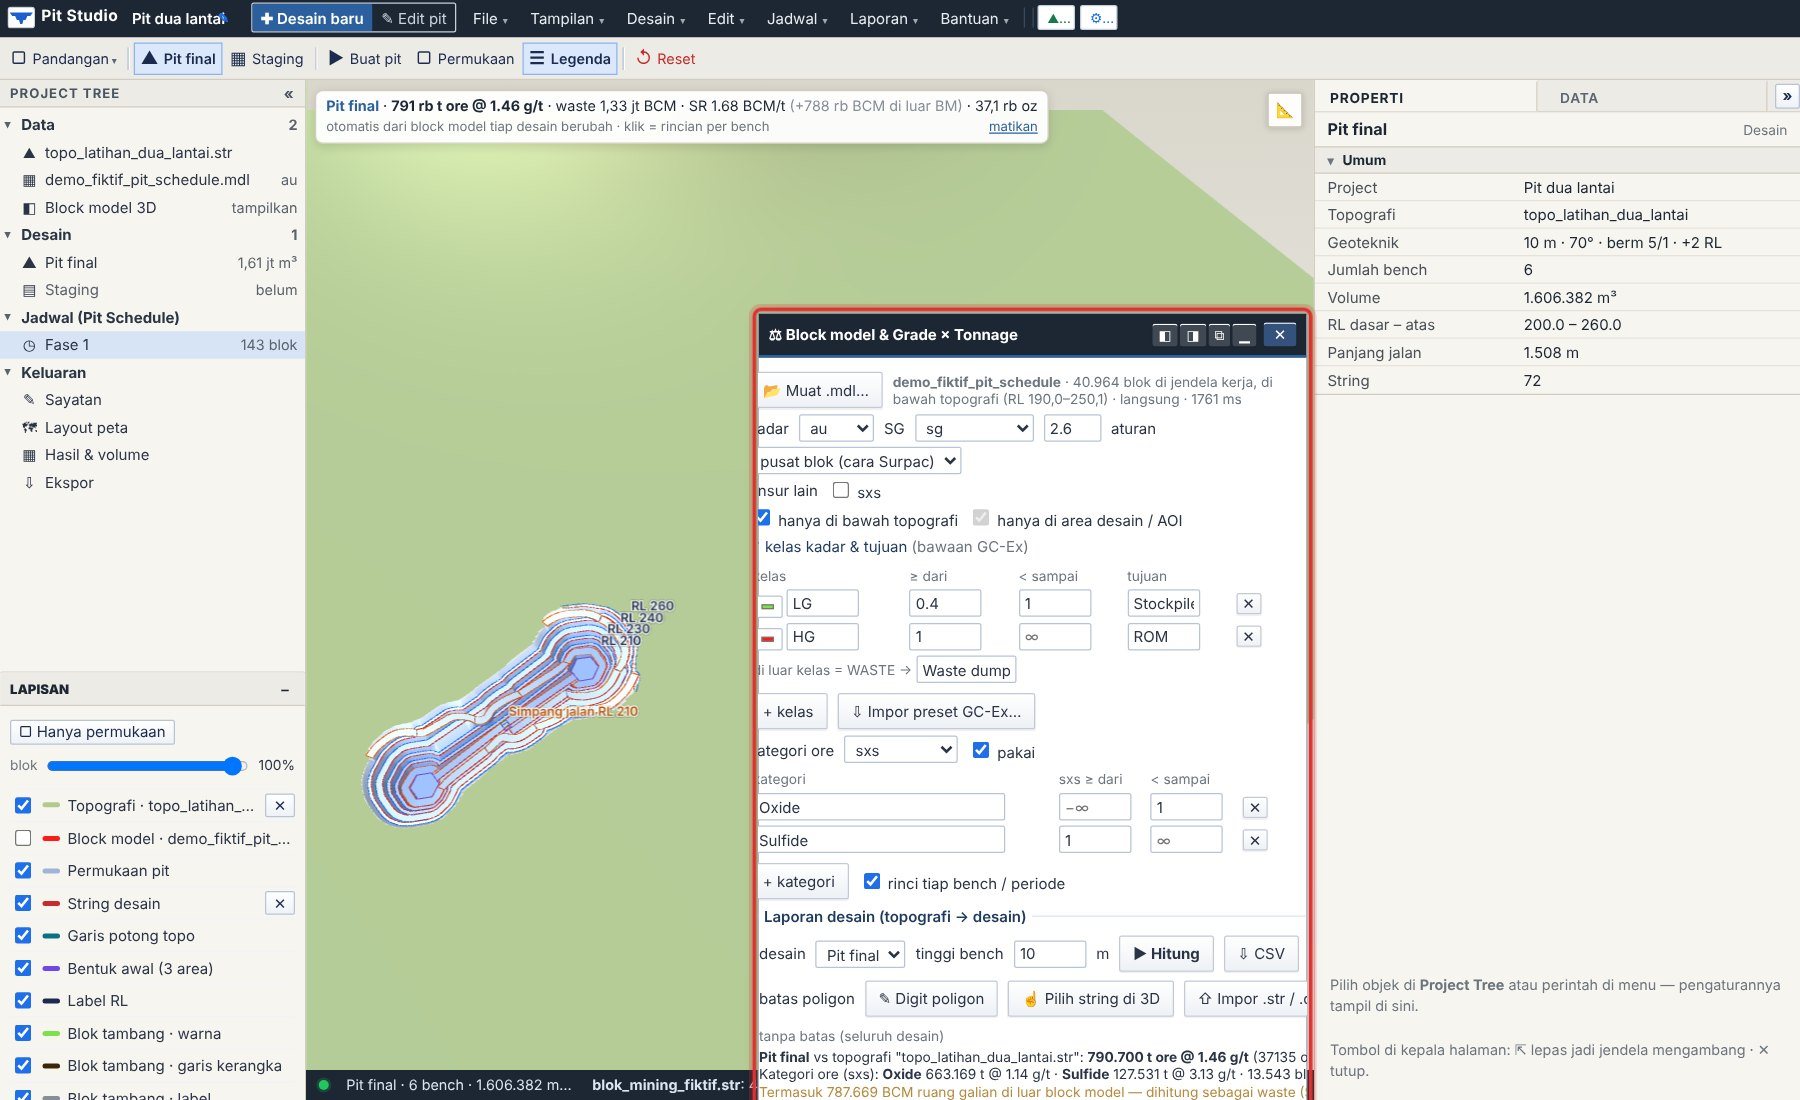 Pit Studio Pit dua lantai + Desain baru Edit pit File Tampilan Desain Edit Jadwal Laporan Bantuan ... ...
Pandangan Pit final Staging Buat pit Permukaan Legenda Reset
PROJECT TREE «
Data 2
topo_latihan_dua_lantai.str
demo_fiktif_pit_schedule.mdl au
Block model 3D tampilkan
Desain 1
Pit final 1,61 jt m³
Staging belum
Jadwal (Pit Schedule)
Fase 1 143 blok
Keluaran
Sayatan
Layout peta
Hasil & volume
Ekspor
LAPISAN –
Hanya permukaan
blok 100%
Topografi · topo_latihan_... ✕
Block model · demo_fiktif_pit_...
Permukaan pit
String desain ✕
Garis potong topo
Bentuk awal (3 area)
Label RL
Blok tambang · warna
Blok tambang · garis kerangka
Blok tambang · label
Pit final · 791 rb t ore @ 1.46 g/t · waste 1,33 jt BCM · SR 1.68 BCM/t (+788 rb BCM di luar BM) · 37,1 rb oz
otomatis dari block model tiap desain berubah · klik = rincian per bench matikan
RL 260
RL 240
RL 230
RL 210
Simpang jalan RL 210
Block model & Grade × Tonnage ✕
Muat .mdl... demo_fiktif_pit_schedule · 40.964 blok di jendela kerja, di
bawah topografi (RL 190,0–250,1) · langsung · 1761 ms
adar au SG sg 2.6 aturan
pusat blok (cara Surpac)
nsur lain sxs
hanya di bawah topografi hanya di area desain / AOI
kelas kadar & tujuan (bawaan GC-Ex)
elas ≥ dari < sampai tujuan
LG 0.4 1 Stockpile ✕
HG 1 ∞ ROM ✕
di luar kelas = WASTE → Waste dump
+ kelas ⇩ Impor preset GC-Ex...
ategori ore sxs pakai
ategori sxs ≥ dari < sampai
Oxide −∞ 1 ✕
Sulfide 1 ∞ ✕
+ kategori rinci tiap bench / periode
Laporan desain (topografi → desain)
desain Pit final tinggi bench 10 m ▶ Hitung ⇩ CSV
batas poligon Digit poligon Pilih string di 3D Impor .str /
tanpa batas (seluruh desain)
Pit final vs topografi "topo_latihan_dua_lantai.str": 790.700 t ore @ 1.46 g/t (37135 o
Kategori ore (sxs): Oxide 663.169 t @ 1.14 g/t · Sulfide 127.531 t @ 3.13 g/t · 13.543 bl
Termasuk 787.669 BCM ruang galian di luar block model — dihitung sebagai waste
Pit final · 6 bench · 1.606.382 m... blok_mining_fiktif.str:
PROPERTI DATA »
Pit final Desain
Umum
Project Pit dua lantai
Topografi topo_latihan_dua_lantai
Geoteknik 10 m · 70° · berm 5/1 · +2 RL
Jumlah bench 6
Volume 1.606.382 m³
RL dasar – atas 200.0 – 260.0
Panjang jalan 1.508 m
String 72
Pilih objek di Project Tree atau perintah di menu — pengaturannya
tampil di sini.
Tombol di kepala halaman: ⇱ lepas jadi jendela mengambang · ✕
tutup.